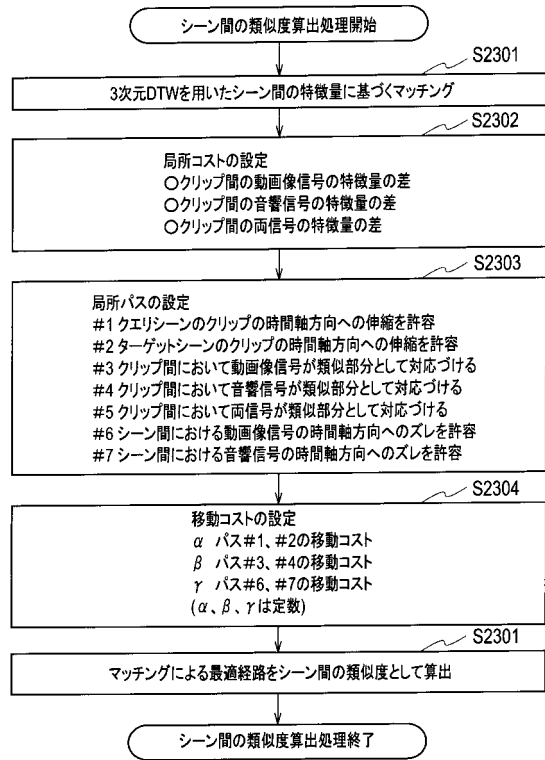 シーン間の類似度算出処理開始
S2301
3次元DTWを用いたシーン間の特徴量に基づくマッチング
S2302
局所コストの設定
○クリップ間の動画像信号の特徴量の差
○クリップ間の音響信号の特徴量の差
○クリップ間の両信号の特徴量の差
S2303
局所パスの設定
#1 クエリシーンのクリップの時間軸方向への伸縮を許容
#2 ターゲットシーンのクリップの時間軸方向への伸縮を許容
#3 クリップ間において動画像信号が類似部分として対応づける
#4 クリップ間において音響信号が類似部分として対応づける
#5 クリップ間において両信号が類似部分として対応づける
#6 シーン間における動画像信号の時間軸方向へのズレを許容
#7 シーン間における音響信号の時間軸方向へのズレを許容
S2304
移動コストの設定
α パス#1、#2の移動コスト
β パス#3、#4の移動コスト
γ パス#6、#7の移動コスト
(α、β、γは定数)
S2301
マッチングによる最適経路をシーン間の類似度として算出
シーン間の類似度算出処理終了